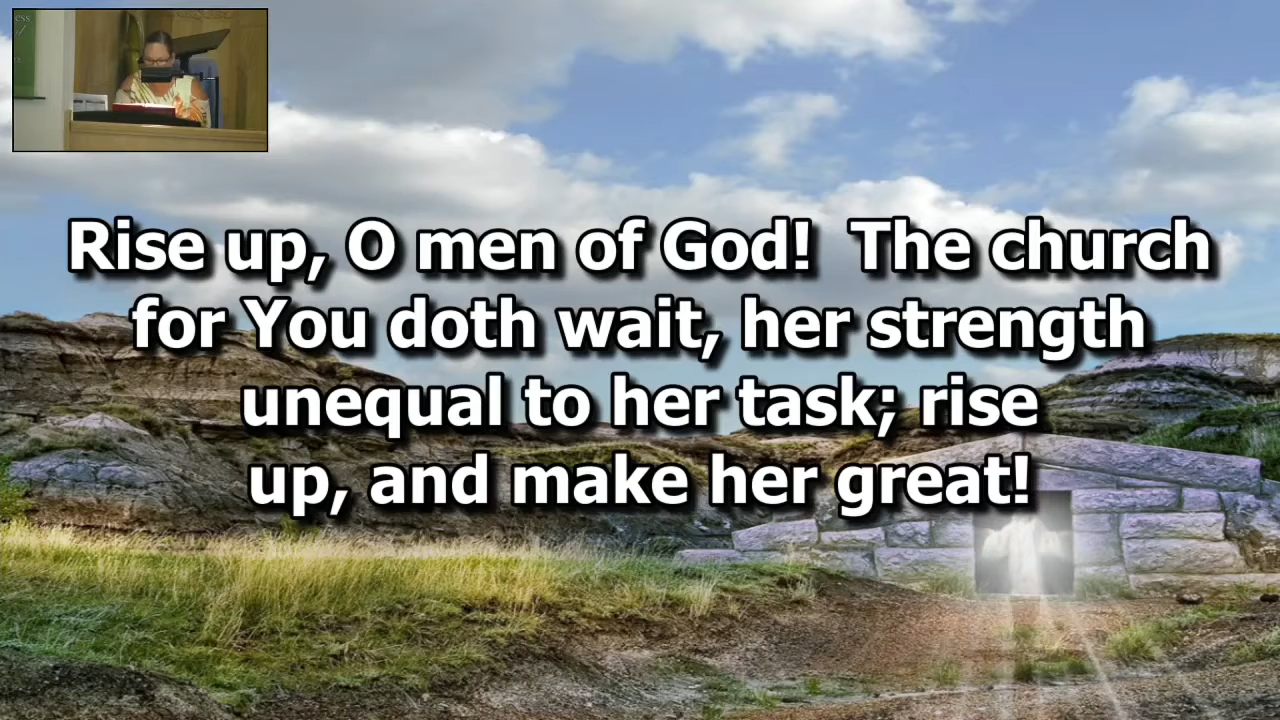 ess
Rise up, O men of God!  The church
for You doth wait, her strength
unequal to her task; rise
up, and make her great!